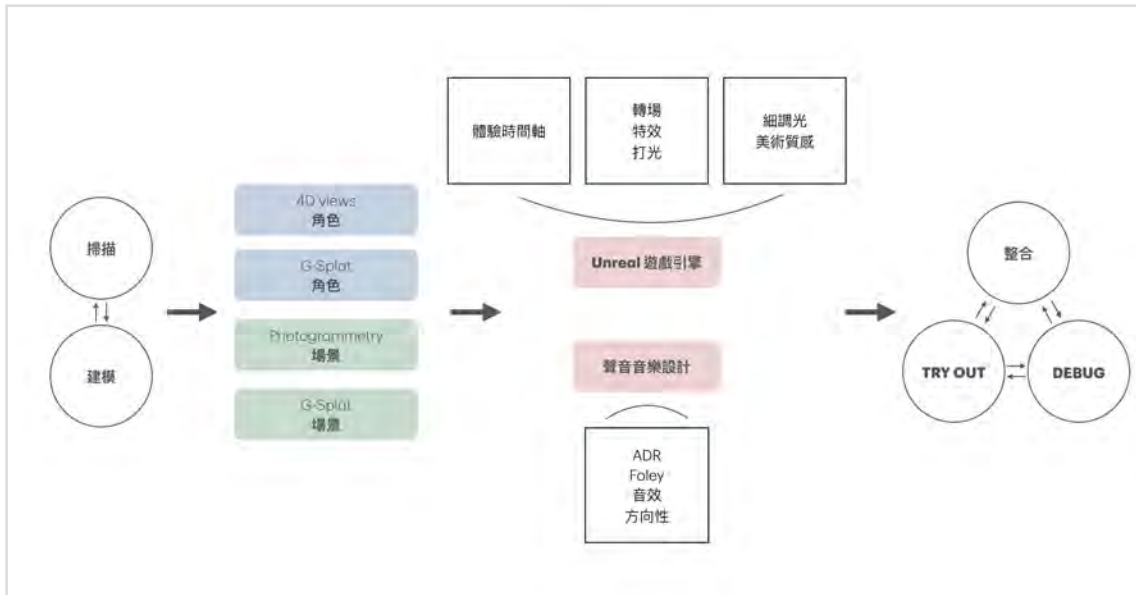 掃描
建模
4D views
角色
G-Splat
角色
Photogrammetry
場景
G-Splat
場景
體驗時間軸
轉場
特效
打光
細調光
美術質感
Unreal 遊戲引擎
聲音音樂設計
ADR
Foley
音效
方向性
整合
TRY OUT
DEBUG